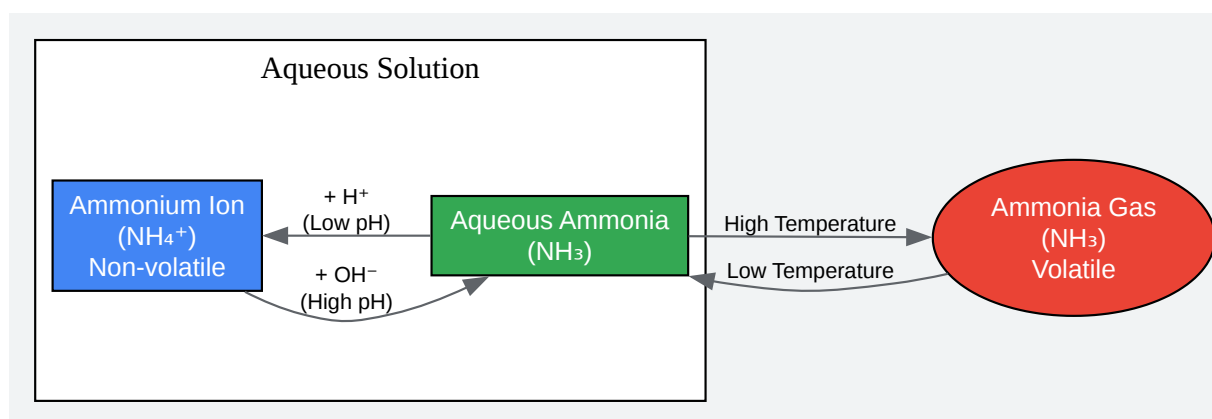 Aqueous Solution
Ammonium Ion
(NH₄⁺)
Non-volatile
+ H⁺
(Low pH)
+ OH⁻
(High pH)
Aqueous Ammonia
(NH₃)
High Temperature
Low Temperature
Ammonia Gas
(NH₃)
Volatile